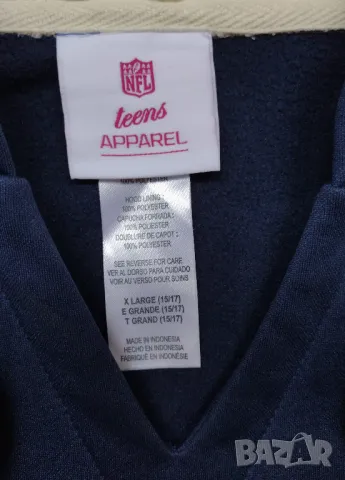 NFL
teens
APPAREL
100% POLYESTER
HOOD LINING :
100% POLYESTER
CAPUCHA FORRADA :
100% POLYESTER
DOUBLURE DE CAPOT :
100% POLYESTER
SEE REVERSE FOR CARE
VER AL DORSO PARA CUIDADO
VOIR AU VERSO POUR SOINS
X LARGE (15/17)
E GRANDE (15/17)
T GRAND (15/17)
MADE IN INDONESIA
HECHO EN INDONESIA
FABRIQUÉ EN INDONÉSIE
BAZAR
bg